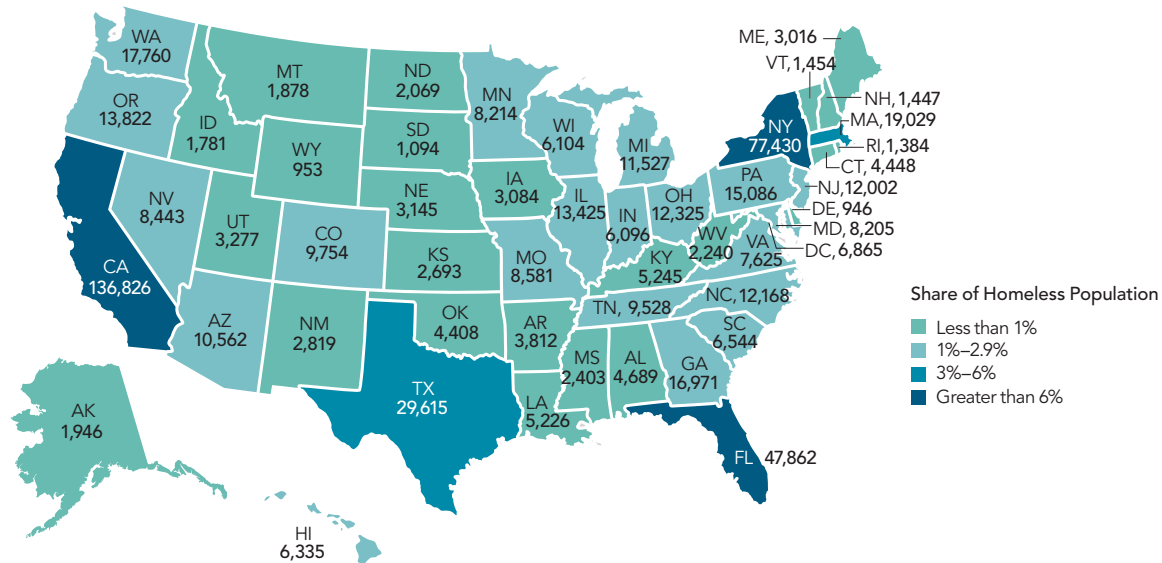 WA
17,760
OR
13,822
CA
136,826
NV
8,443
ID
1,781
MT
1,878
WY
953
UT
3,277
AZ
10,562
CO
9,754
NM
2,819
ND
2,069
SD
1,094
NE
3,145
KS
2,693
OK
4,408
TX
29,615
MN
8,214
IA
3,084
MO
8,581
AR
3,812
LA
5,226
WI
6,104
IL
13,425
MI
11,527
IN
6,096
OH
12,325
KY
5,245
TN, 9,528
MS
2,403
AL
4,689
GA
16,971
FL 47,862
SC
6,544
NC, 12,168
VA
7,625
WV
2,240
PA
15,086
NY
77,430
ME, 3,016
VT, 1,454
NH, 1,447
MA, 19,029
RI, 1,384
CT, 4,448
NJ, 12,002
DE, 946
MD, 8,205
DC, 6,865
AK
1,946
HI
6,335
Share of Homeless Population
Less than 1%
1%–2.9%
3%–6%
Greater than 6%